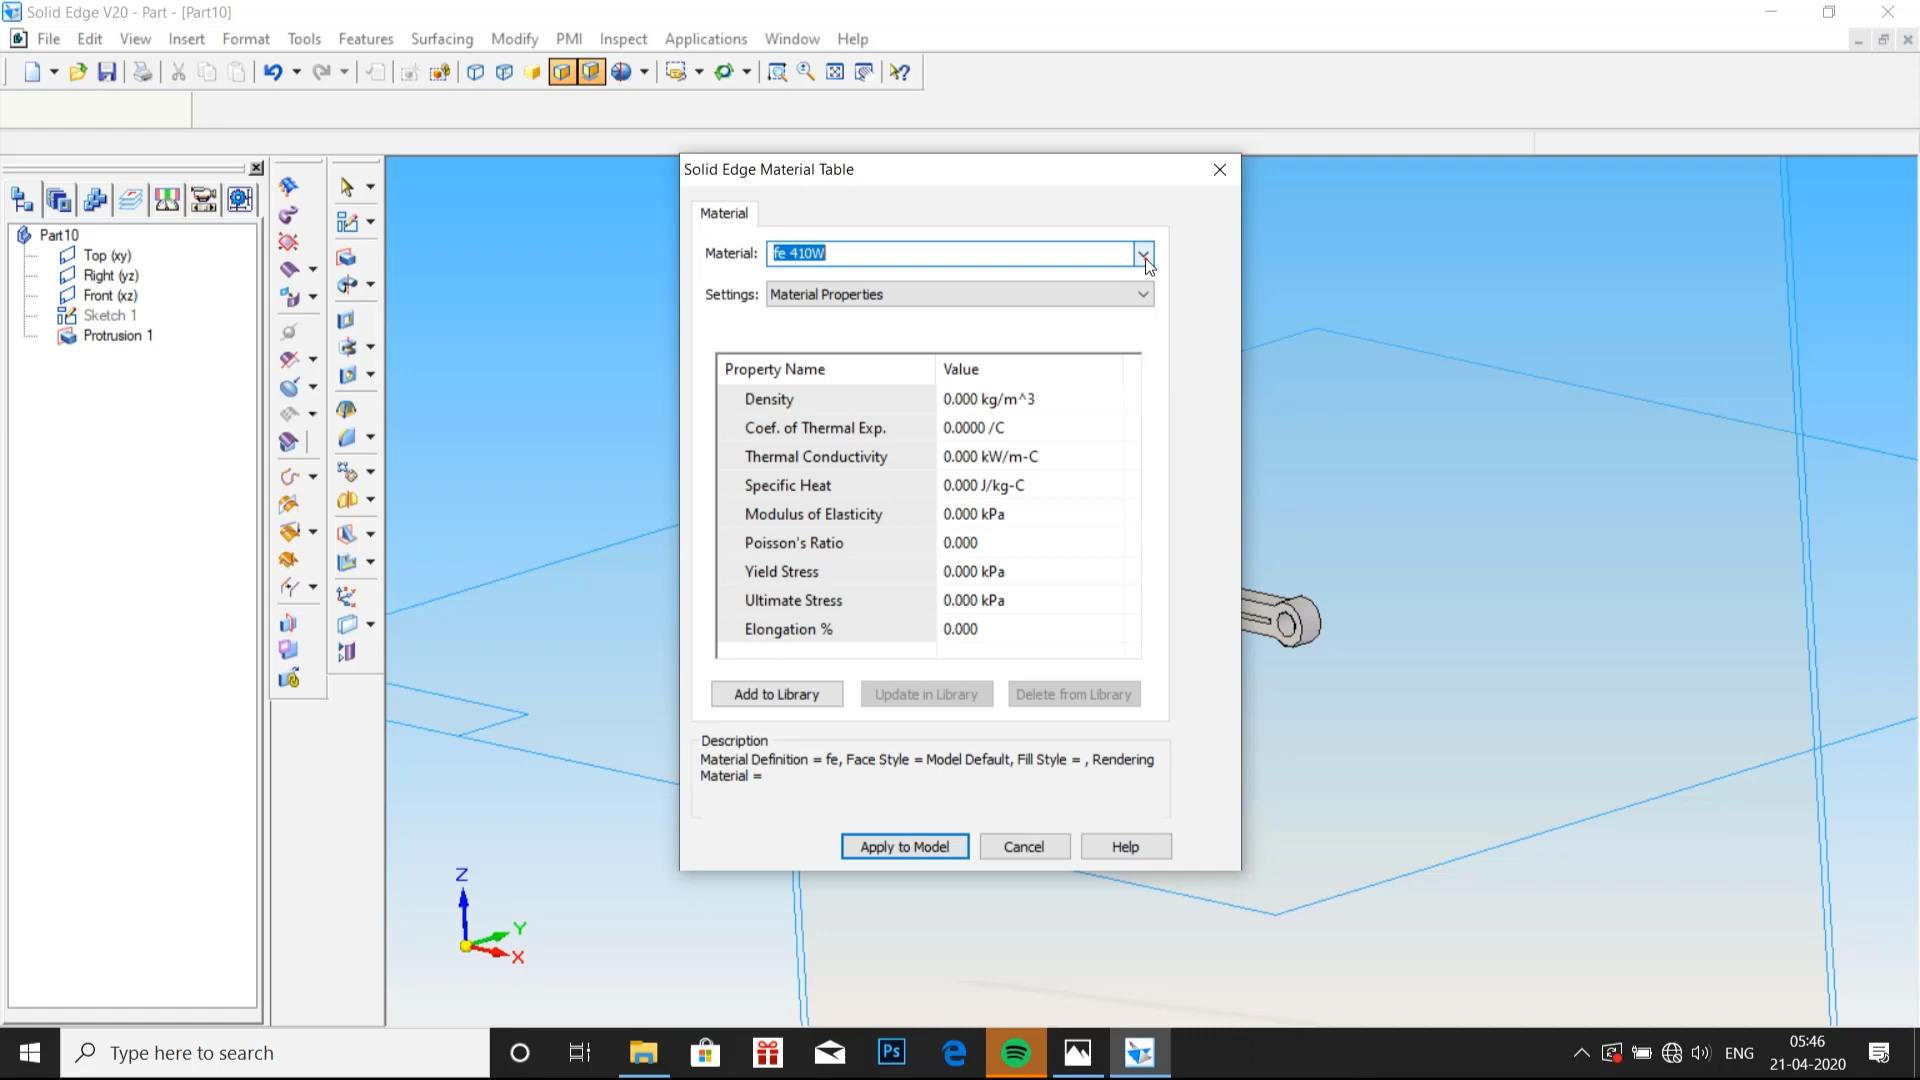 Solid Edge V20 - Part - [Part10]
File Edit View Insert Format Tools Features Surfacing Modify PMI Inspect Applications Window Help
Part10
Top (xy)
Right (yz)
Front (xz)
Sketch 1
Protrusion 1
Solid Edge Material Table
Material
Material: fe 410W
Settings: Material Properties
Property Name Value
Density 0.000 kg/m^3
Coef. of Thermal Exp. 0.0000 /C
Thermal Conductivity 0.000 kW/m-C
Specific Heat 0.000 J/kg-C
Modulus of Elasticity 0.000 kPa
Poisson's Ratio 0.000
Yield Stress 0.000 kPa
Ultimate Stress 0.000 kPa
Elongation % 0.000
Add to Library Update in Library Delete from Library
Description
Material Definition = fe, Face Style = Model Default, Fill Style = , Rendering
Material =
Apply to Model Cancel Help
Z
Y
X
Type here to search
Ps
ENG
05:46
21-04-2020